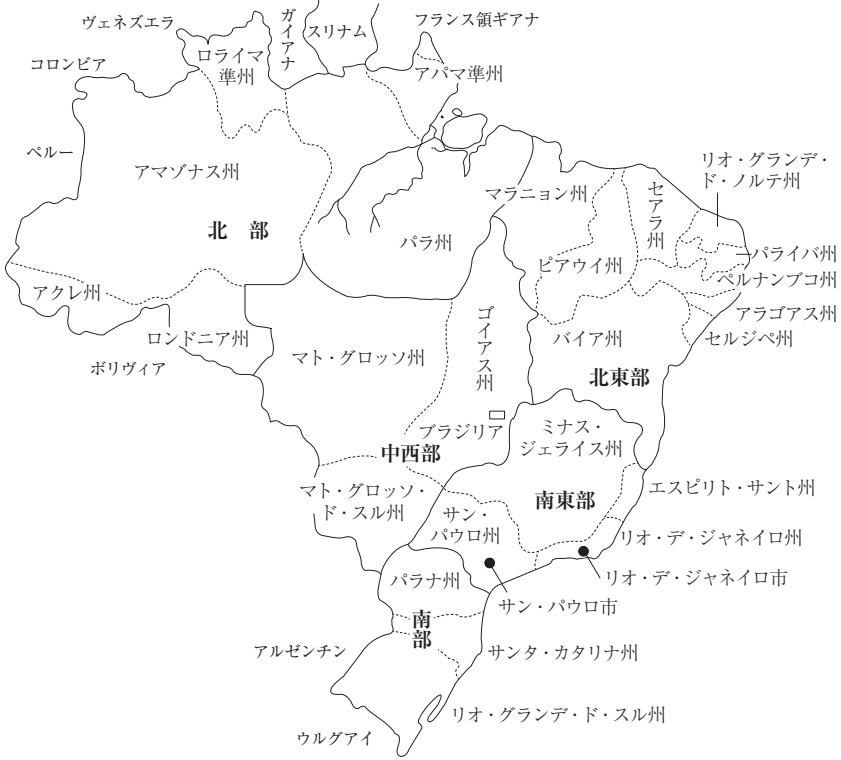 ヴェネズエラ
ガイアナ
スリナム
フランス領ギアナ
コロンビア
ロライマ
準州
アパマ準州
ペルー
アマゾナス州
北 部
パラ州
マラニョン州
セアラ州
リオ・グランデ・
ド・ノルテ州
パライバ州
ペルナンブコ州
ピアウイ州
アラゴアス州
セルジペ州
アクレ州
ロンドニア州
ボリヴィア
マト・グロッソ州
ゴイアス州
バイア州
北東部
ブラジリア
中西部
ミナス・
ジェライス州
マト・グロッソ・
ド・スル州
サン・
パウロ州
南東部
エスピリト・サント州
リオ・デ・ジャネイロ州
リオ・デ・ジャネイロ市
サン・パウロ市
パラナ州
南部
アルゼンチン
サンタ・カタリナ州
リオ・グランデ・ド・スル州
ウルグアイ